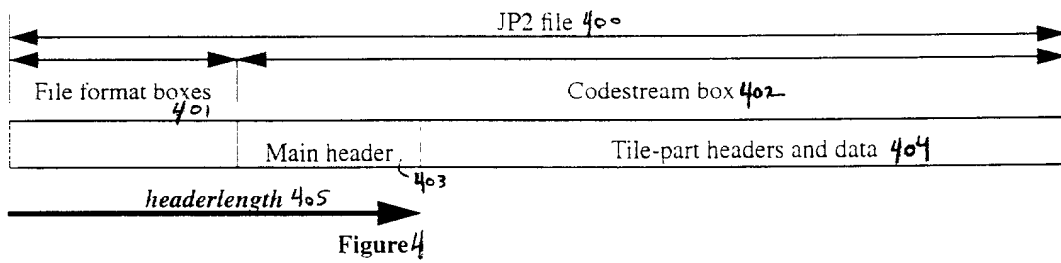 JP2 file 400
File format boxes 401
Codestream box 402
Main header 403
Tile-part headers and data 404
headerlength 405
Figure 4